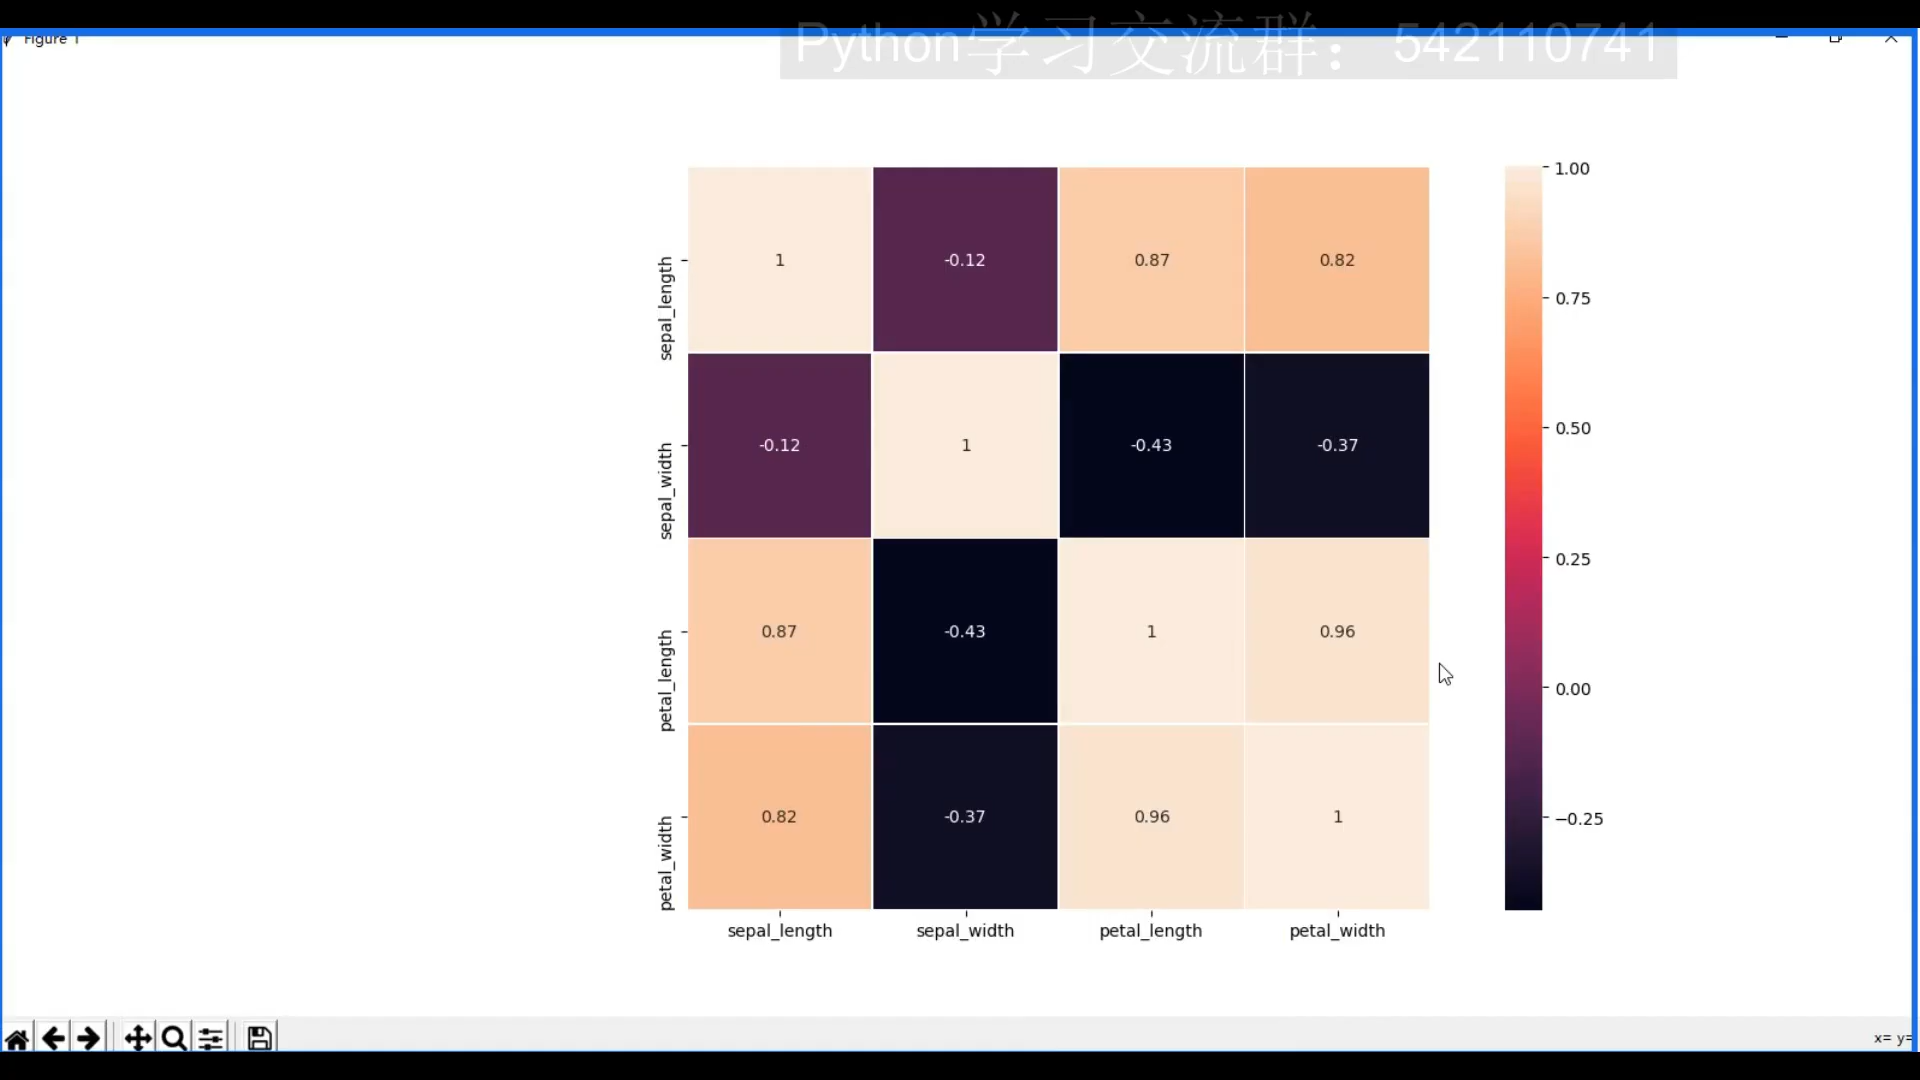 Figure 1
Python学习交流群：542110741
1.00
0.75
0.50
0.25
0.00
−0.25
sepal_length
1
-0.12
0.87
0.82
sepal_width
-0.12
1
-0.43
-0.37
petal_length
0.87
-0.43
1
0.96
petal_width
0.82
-0.37
0.96
1
sepal_length
sepal_width
petal_length
petal_width
x= y=